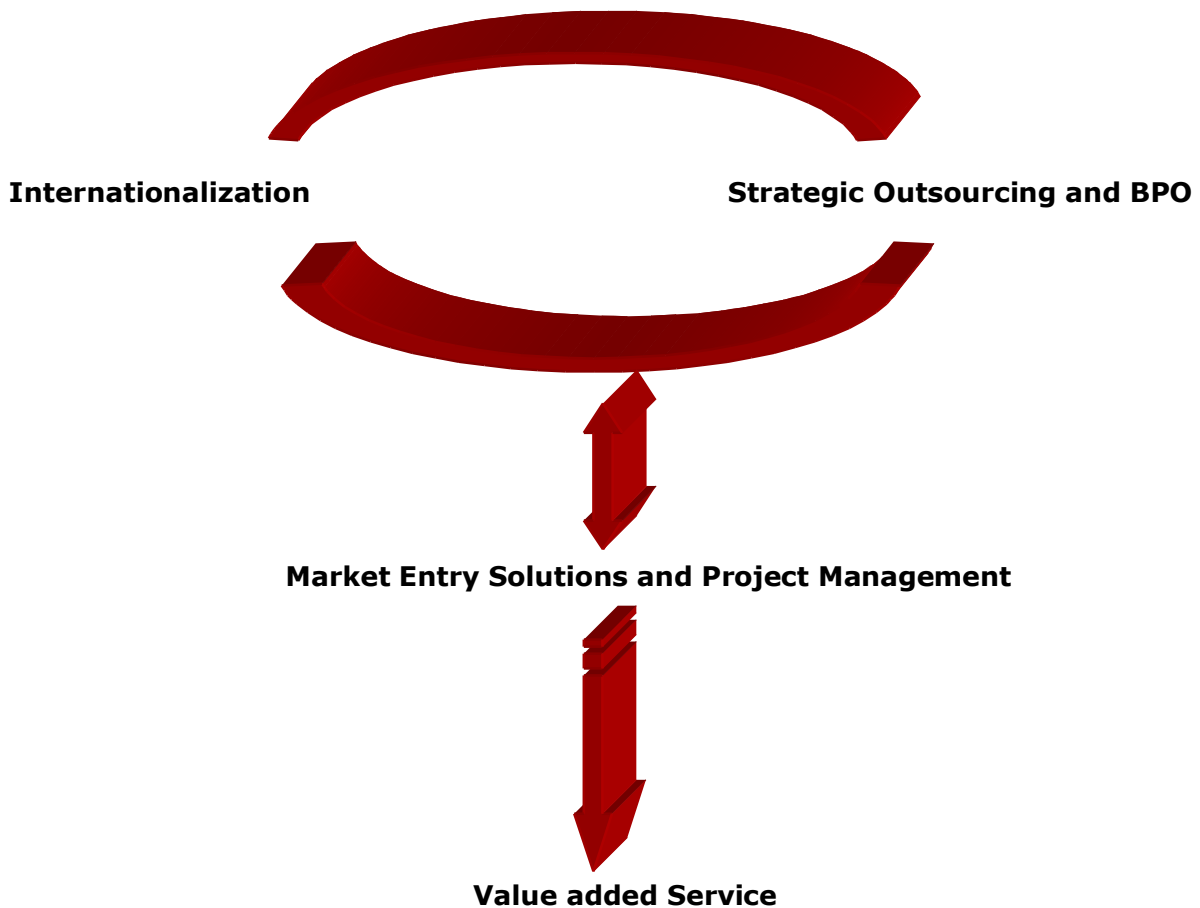 Internationalization
Strategic Outsourcing and BPO
Market Entry Solutions and Project Management
Value added Service